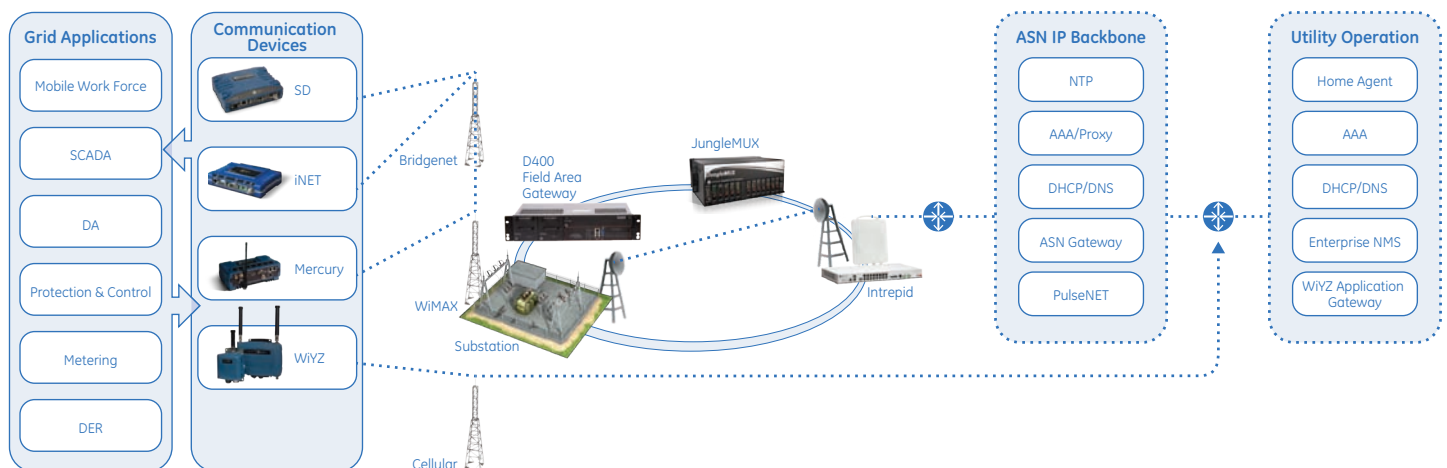 Grid Applications
Mobile Work Force
SCADA
DA
Protection & Control
Metering
DER
Communication
Devices
SD
iNET
Mercury
WiYZ
Bridgenet
WiMAX
Cellular
D400
Field Area
Gateway
Substation
JungleMUX
JungleMUX
Intrepid
ASN IP Backbone
NTP
AAA/Proxy
DHCP/DNS
ASN Gateway
PulseNET
Utility Operation
Home Agent
AAA
DHCP/DNS
Enterprise NMS
WiYZ Application
Gateway